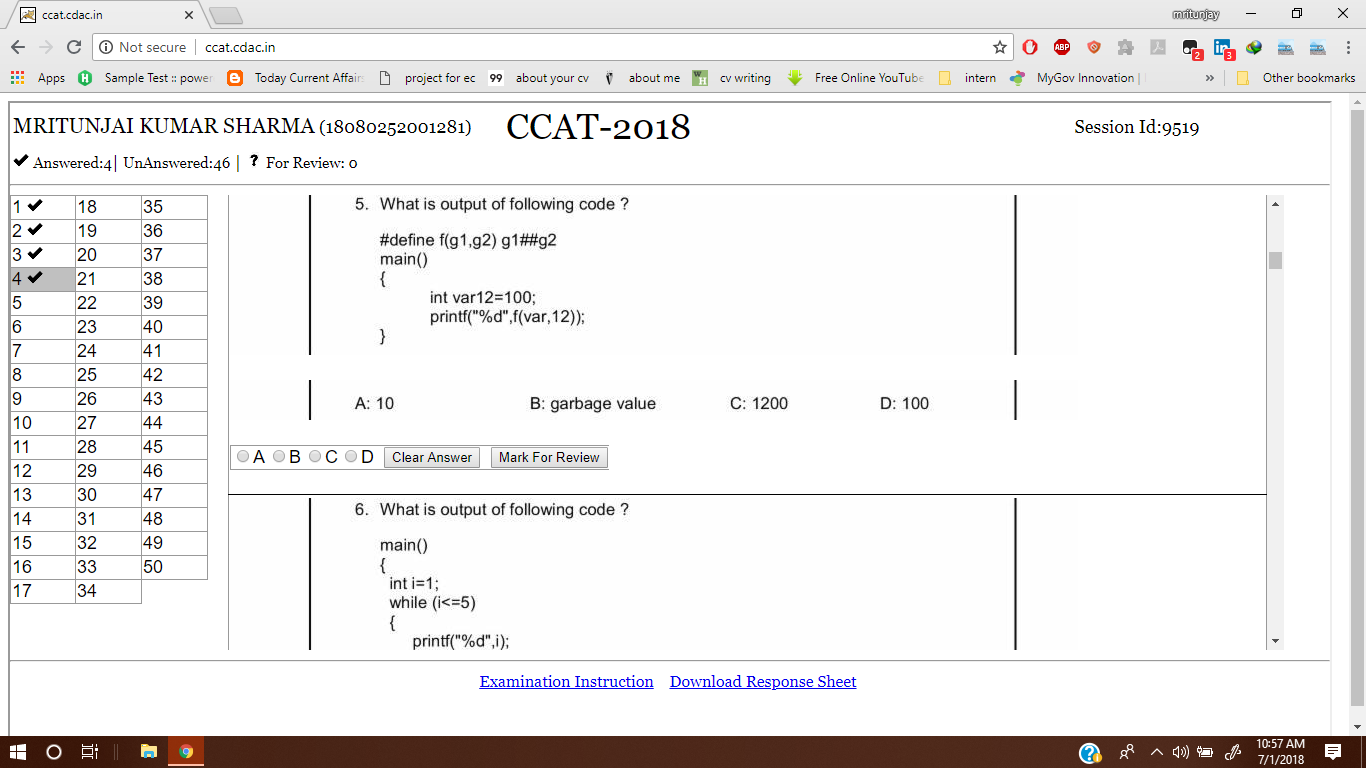 ccat.cdac.in
mritunjay
Not secure | ccat.cdac.in
ABP 2 3
Apps Sample Test :: power Today Current Affair project for ec 99 about your cv about me cv writing Free Online YouTube intern MyGov Innovation | » Other bookmarks
MRITUNJAI KUMAR SHARMA (18080252001281) CCAT-2018 Session Id:9519
✔ Answered:4| UnAnswered:46 | ? For Review: 0
1 ✔ 18 35
2 ✔ 19 36
3 ✔ 20 37
4 ✔ 21 38
5 22 39
6 23 40
7 24 41
8 25 42
9 26 43
10 27 44
11 28 45
12 29 46
13 30 47
14 31 48
15 32 49
16 33 50
17 34
5. What is output of following code ?
#define f(g1,g2) g1##g2
main()
{
int var12=100;
printf("%d",f(var,12));
}
A: 10 B: garbage value C: 1200 D: 100
A B C D Clear Answer Mark For Review
6. What is output of following code ?
main()
{
int i=1;
while (i<=5)
{
printf("%d",i);
Examination Instruction Download Response Sheet
10:57 AM
7/1/2018